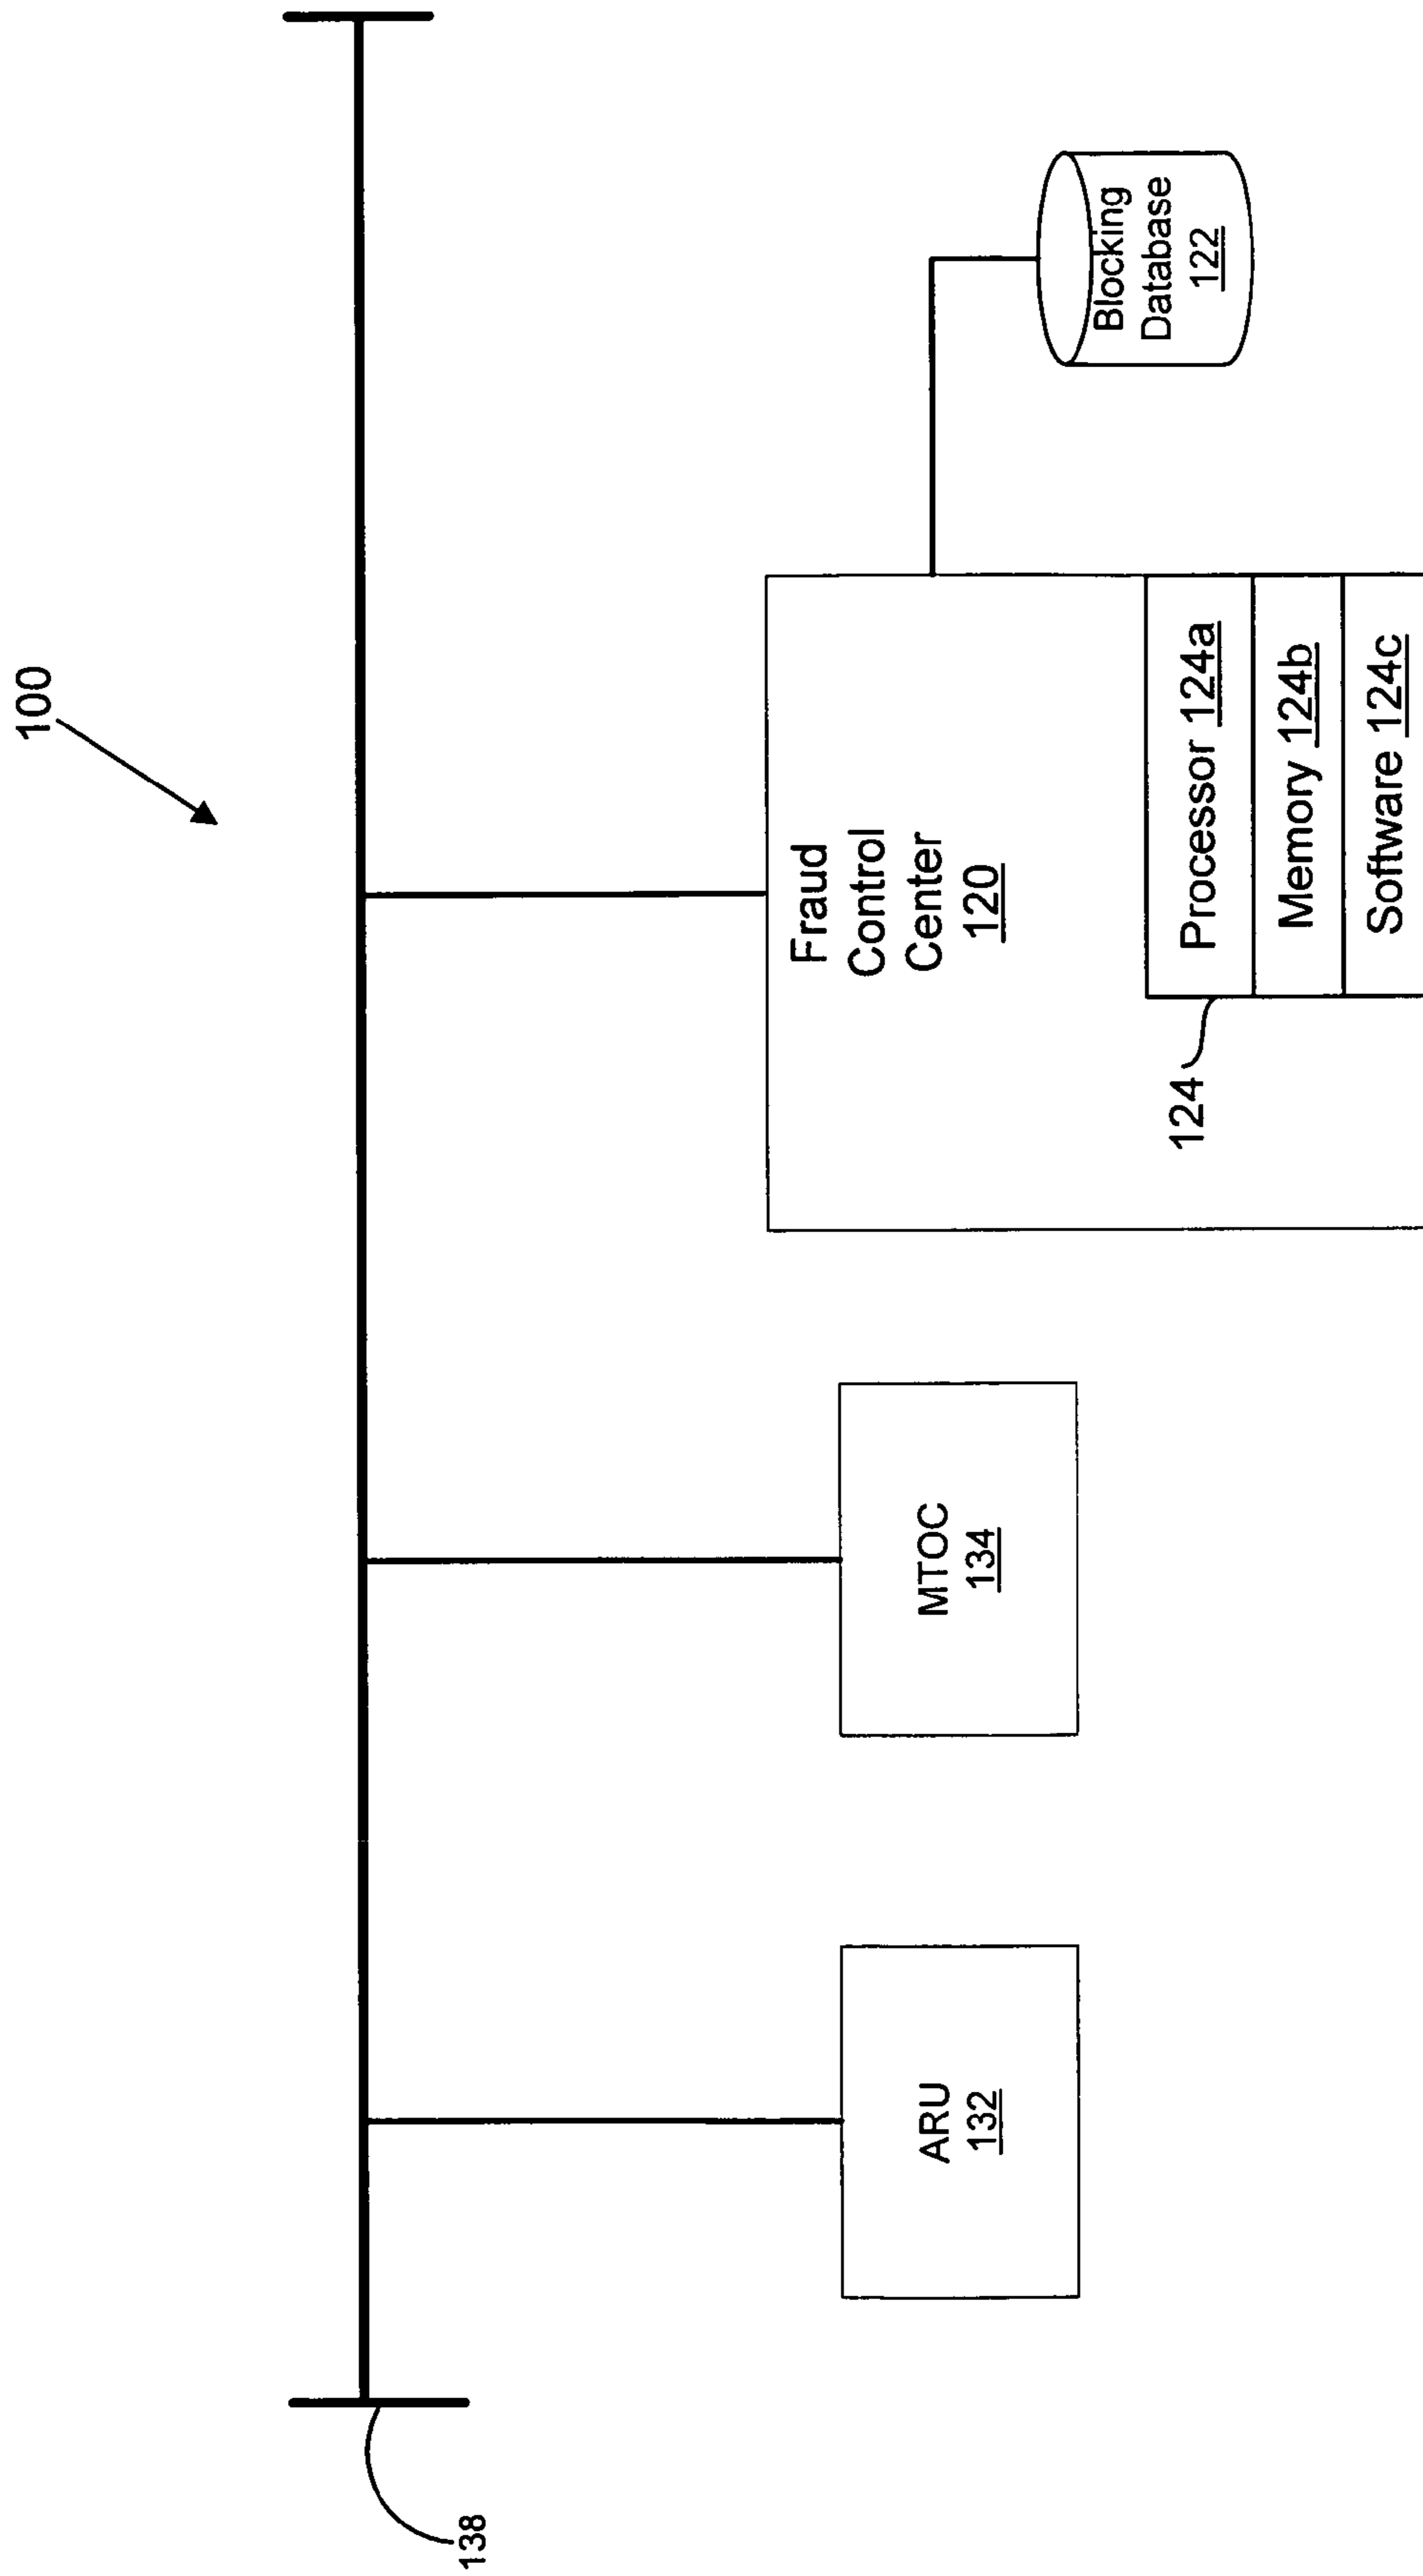 100
138
ARU
132
MTOC
134
Fraud
Control
Center
120
124
Processor 124a
Memory 124b
Software 124c
Blocking
Database
122